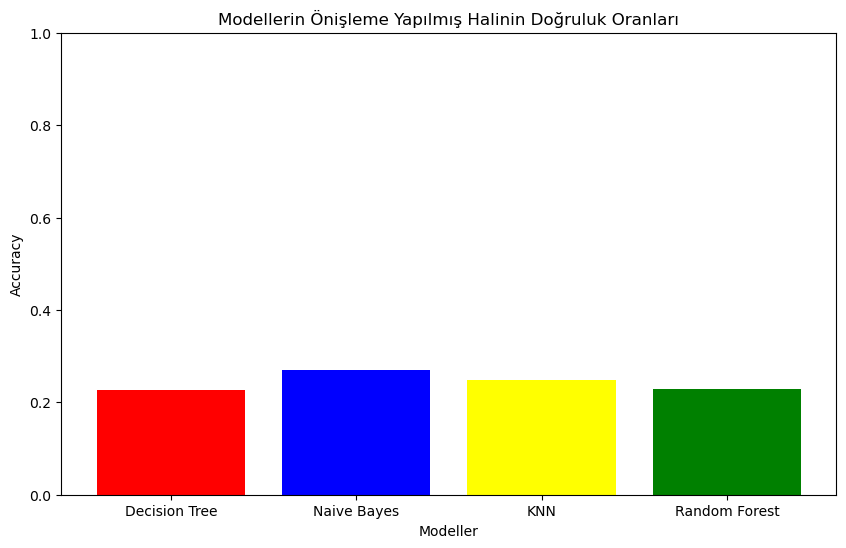 Modellerin Önişleme Yapılmış Halinin Doğruluk Oranları
1.0
0.8
0.6
0.4
0.2
0.0
Accuracy
Decision Tree
Naive Bayes
KNN
Random Forest
Modeller